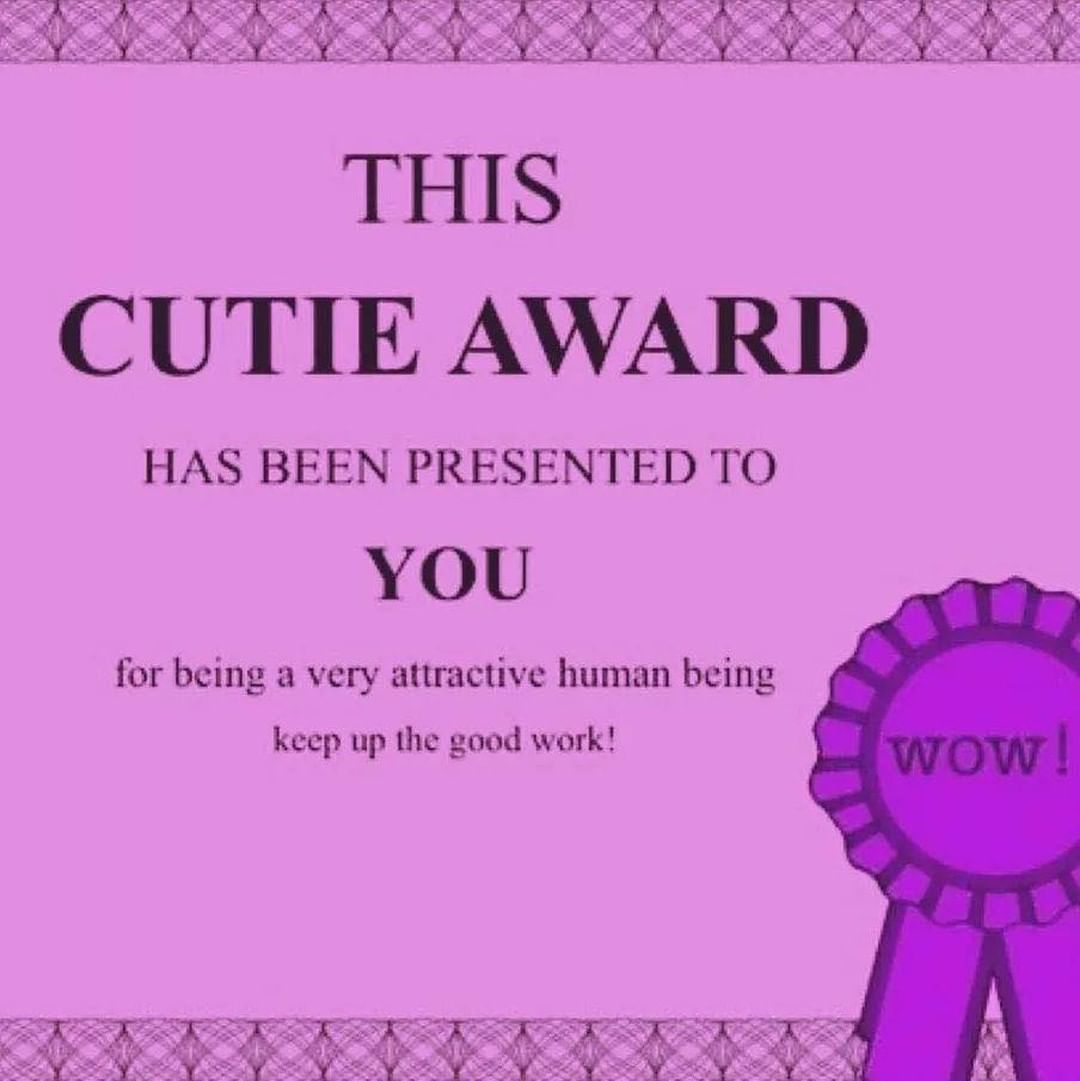 THIS
CUTIE AWARD
HAS BEEN PRESENTED TO
YOU
for being a very attractive human being
keep up the good work!
wow!